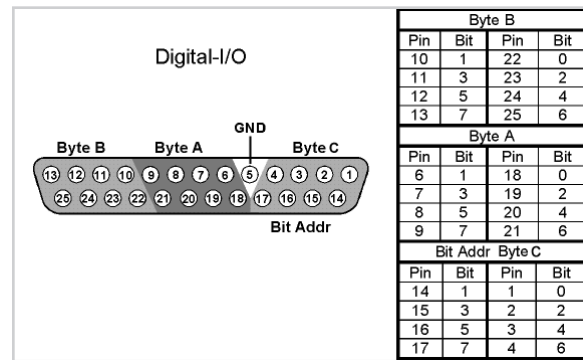 Digital-I/O
GND
Byte B Byte A Byte C
13 12 11 10 9 8 7 6 5 4 3 2 1
25 24 23 22 21 20 19 18 17 16 15 14
Bit Addr
Byte B
Pin Bit Pin Bit
10 1 22 0
11 3 23 2
12 5 24 4
13 7 25 6
Byte A
Pin Bit Pin Bit
6 1 18 0
7 3 19 2
8 5 20 4
9 7 21 6
Bit Addr Byte C
Pin Bit Pin Bit
14 1 1 0
15 3 2 2
16 5 3 4
17 7 4 6